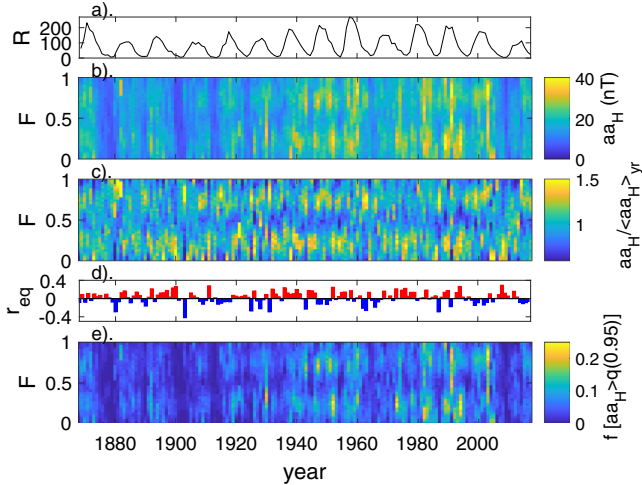 a).
200
100
0
R
b).
1
0.5
0
F
40
20
0
aa_H (nT)
c).
1
0.5
0
F
1.5
1
aa_H/<aa_H>_yr
d).
0.4
0
-0.4
r_eq
e).
1
0.5
0
F
0.2
0.1
0
f [aa_H>q(0.95)]
1880 1900 1920 1940 1960 1980 2000
year